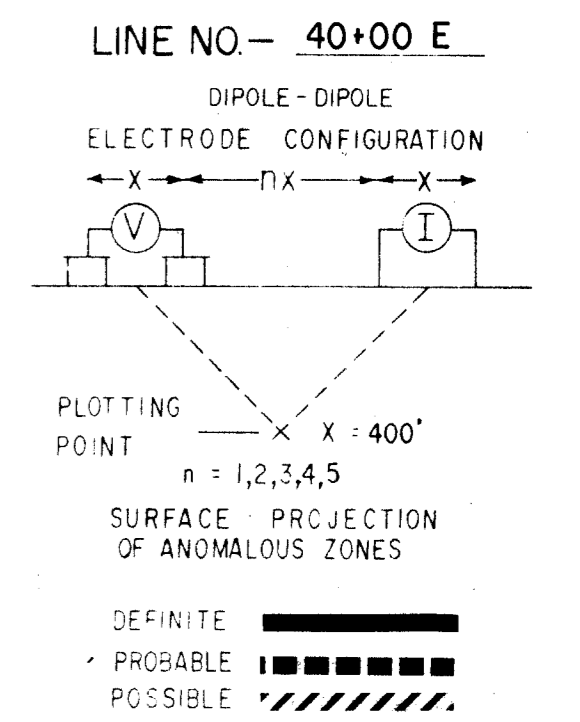 LINE NO.— 40+00 E
DIPOLE - DIPOLE
ELECTRODE CONFIGURATION
X nx X
V I
PLOTTING
POINT
X X = 400'
n = 1,2,3,4,5
SURFACE PROJECTION
OF ANOMALOUS ZONES
DEFINITE
PROBABLE
POSSIBLE